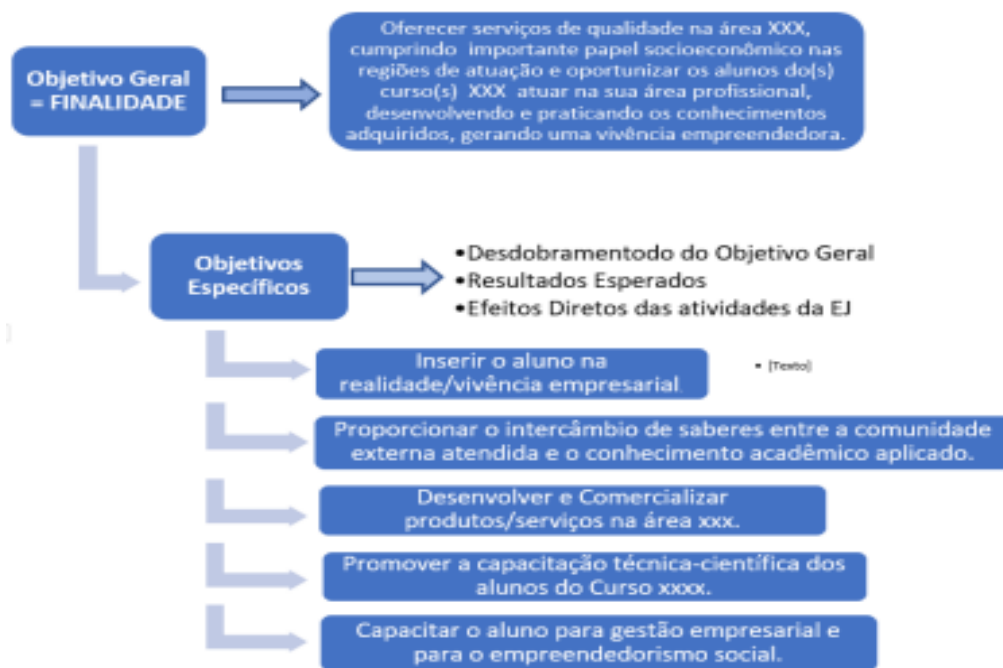 Objetivo Geral
= FINALIDADE
Oferecer serviços de qualidade na área XXX,
cumprindo importante papel socioeconômico nas
regiões de atuação e oportunizar os alunos do(s)
curso(s) XXX atuar na sua área profissional,
desenvolvendo e praticando os conhecimentos
adquiridos, gerando uma vivência empreendedora.
Objetivos
Específicos
•Desdobramentodo do Objetivo Geral
•Resultados Esperados
•Efeitos Diretos das atividades da EJ
Inserir o aluno na
realidade/vivência empresarial
• [Texto]
Proporcionar o intercâmbio de saberes entre a comunidade
externa atendida e o conhecimento acadêmico aplicado.
Desenvolver e Comercializar
produtos/serviços na área xxx.
Promover a capacitação técnica-científica dos
alunos do Curso xxxx.
Capacitar o aluno para gestão empresarial e
para o empreendedorismo social.